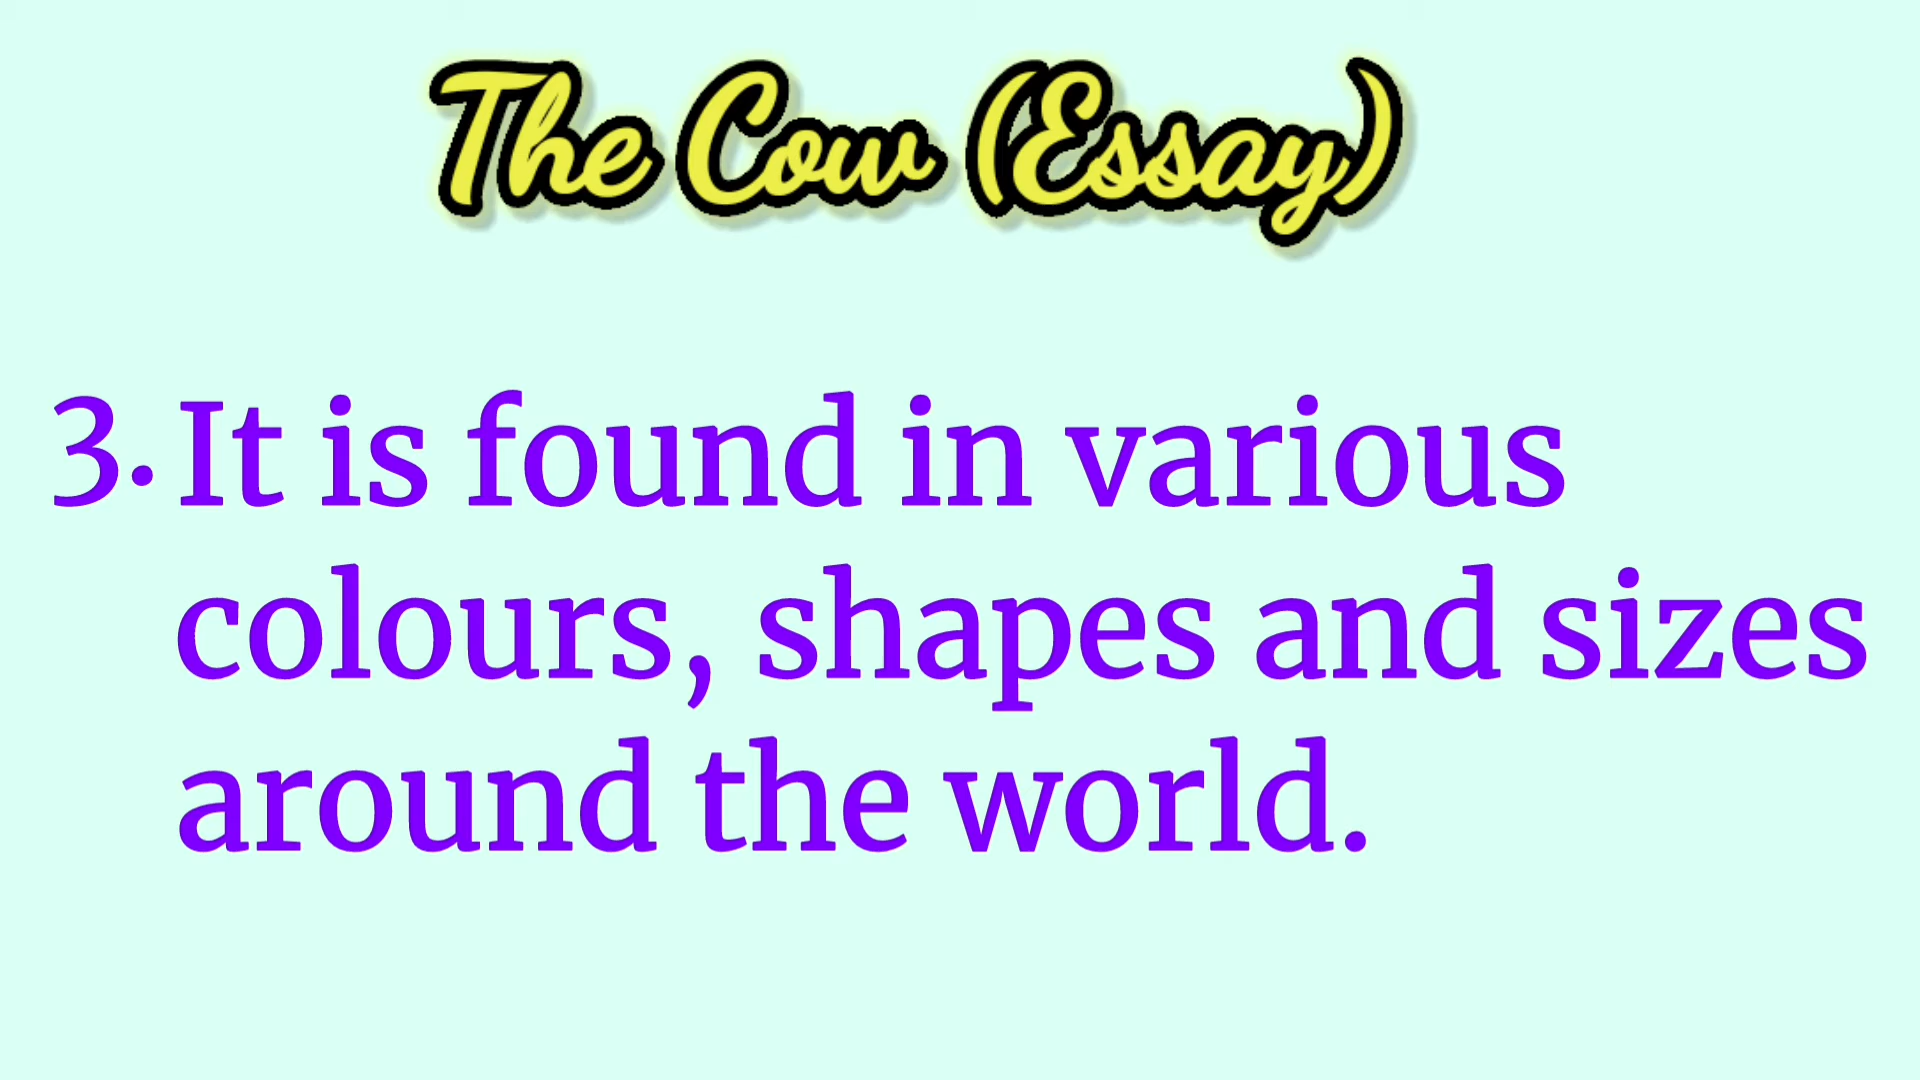 The Cow (Essay)
3. It is found in various
colours, shapes and sizes
around the world.